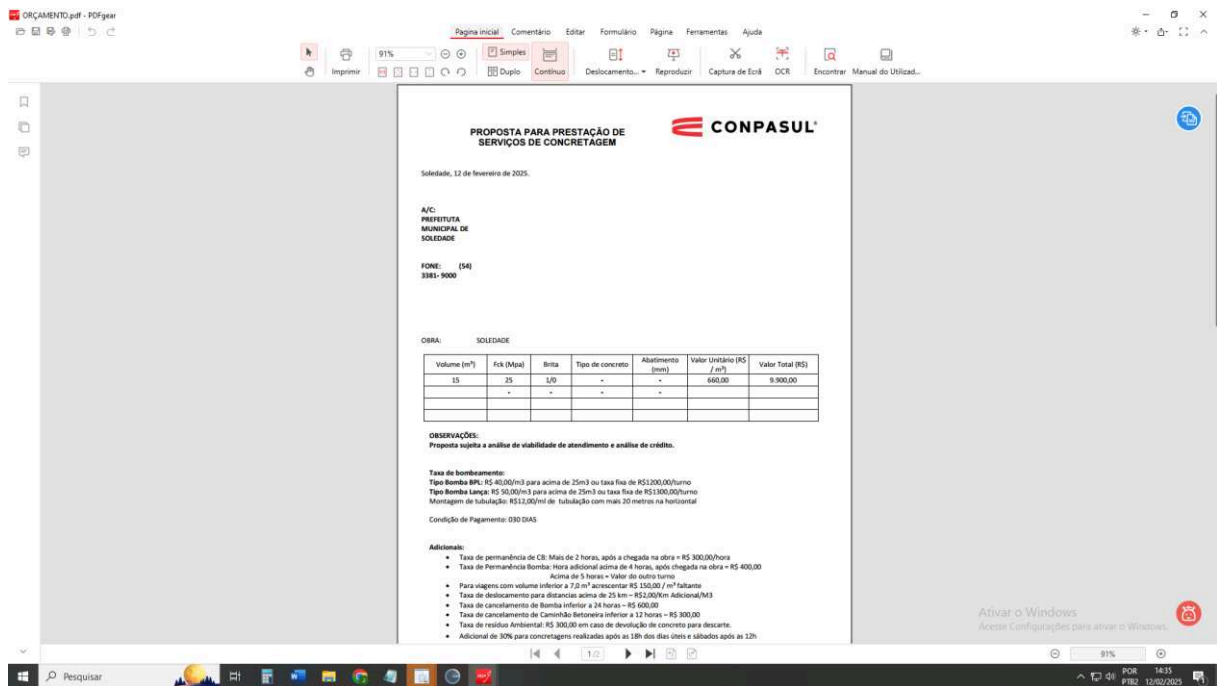 ORÇAMENTO.pdf - PDFgear
Pagina inicial Comentário Editar Formulário Página Ferramentas Ajuda
91% Simples
Imprimir Duplo Contínuo Deslocamento... Reproduzir Captura de Ecrã OCR Encontrar Manual do Utilizad...
CONPASUL
PROPOSTA PARA PRESTAÇÃO DE
SERVIÇOS DE CONCRETAGEM
Soledade, 12 de fevereiro de 2025.
A/C:
PREFEITUTA
MUNICIPAL DE
SOLEDADE
FONE: (54)
3381- 9000
OBRA: SOLEDADE
Volume (m³) Fck (Mpa) Brita Tipo de concreto Abatimento (mm) Valor Unitário (R$ / m³) Valor Total (R$)
15 25 1/0 - - 660,00 9.900,00
- - - -
OBSERVAÇÕES:
Proposta sujeita a análise de viabilidade de atendimento e análise de crédito.
Taxa de bombeamento:
Tipo Bomba BPL: R$ 40,00/m3 para acima de 25m3 ou taxa fixa de R$1200,00/turno
Tipo Bomba Lança: R$ 50,00/m3 para acima de 25m3 ou taxa fixa de R$1300,00/turno
Montagem de tubulação: R$12,00/ml de tubulação com mais 20 metros na horizontal
Condição de Pagamento: 030 DIAS
Adicionais:
• Taxa de permanência de CB: Mais de 2 horas, após a chegada na obra = R$ 300,00/hora
• Taxa de Permanência Bomba: Hora adicional acima de 4 horas, após chegada na obra – R$ 400,00
Acima de 5 horas = Valor do outro turno
• Para viagens com volume inferior a 7,0 m³ acrescentar R$ 150,00 / m³ faltante
• Taxa de deslocamento para distancias acima de 25 km – R$2,00/Km Adicional/M3
• Taxa de cancelamento de Bomba inferior a 24 horas – R$ 600,00
• Taxa de cancelamento de Caminhão Betoneira inferior a 12 horas – R$ 300,00
• Taxa de resíduo Ambiental: R$ 300,00 em caso de devolução de concreto para descarte.
• Adicional de 30% para concretagens realizadas após as 18h dos dias úteis e sábados após as 12h
Ativar o Windows
Acesse Configurações para ativar o Windows.
1/2
91%
Pesquisar
POR 14:35
PTB2 12/02/2025